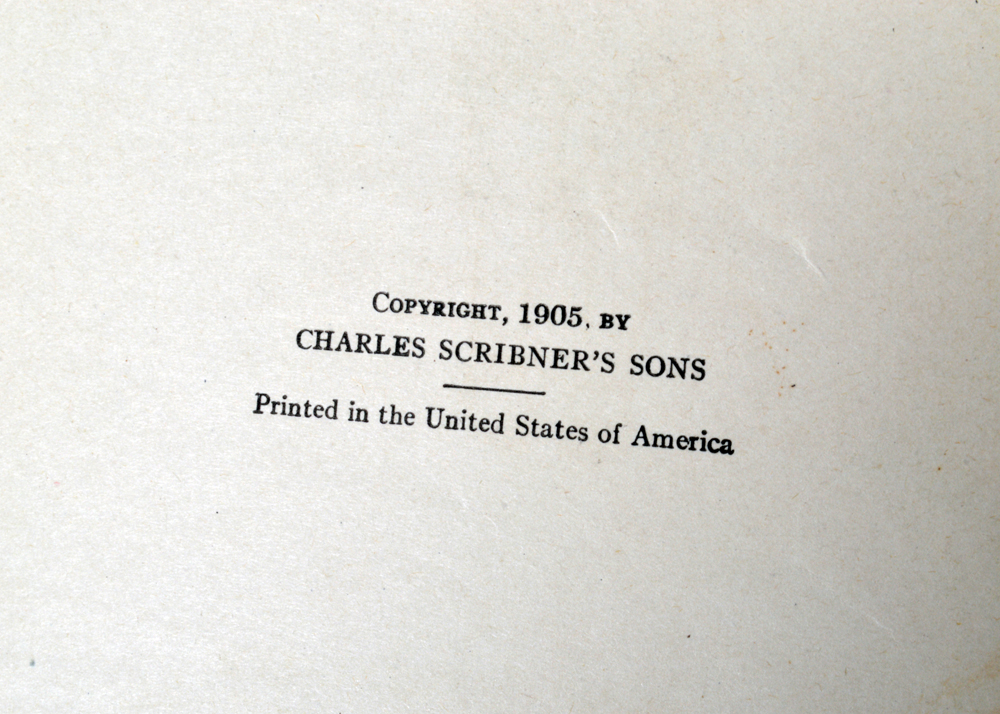 Copyright, 1905, by
CHARLES SCRIBNER'S SONS
Printed in the United States of America